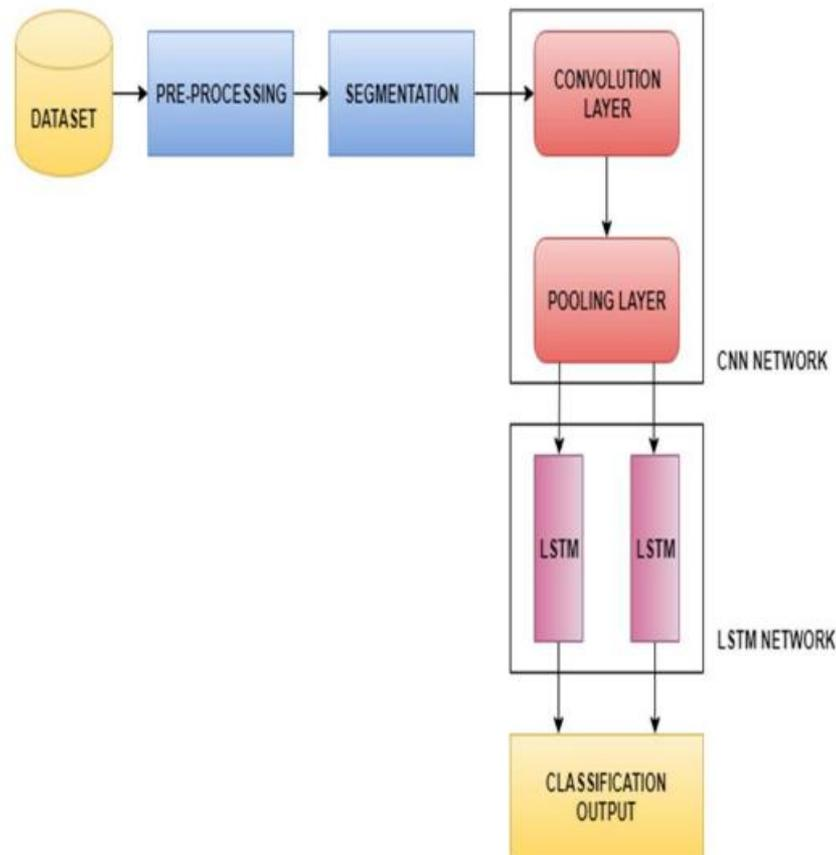 DATASET
PRE-PROCESSING
SEGMENTATION
CONVOLUTION
LAYER
POOLING LAYER
CNN NETWORK
LSTM
LSTM
LSTM NETWORK
CLASSIFICATION
OUTPUT